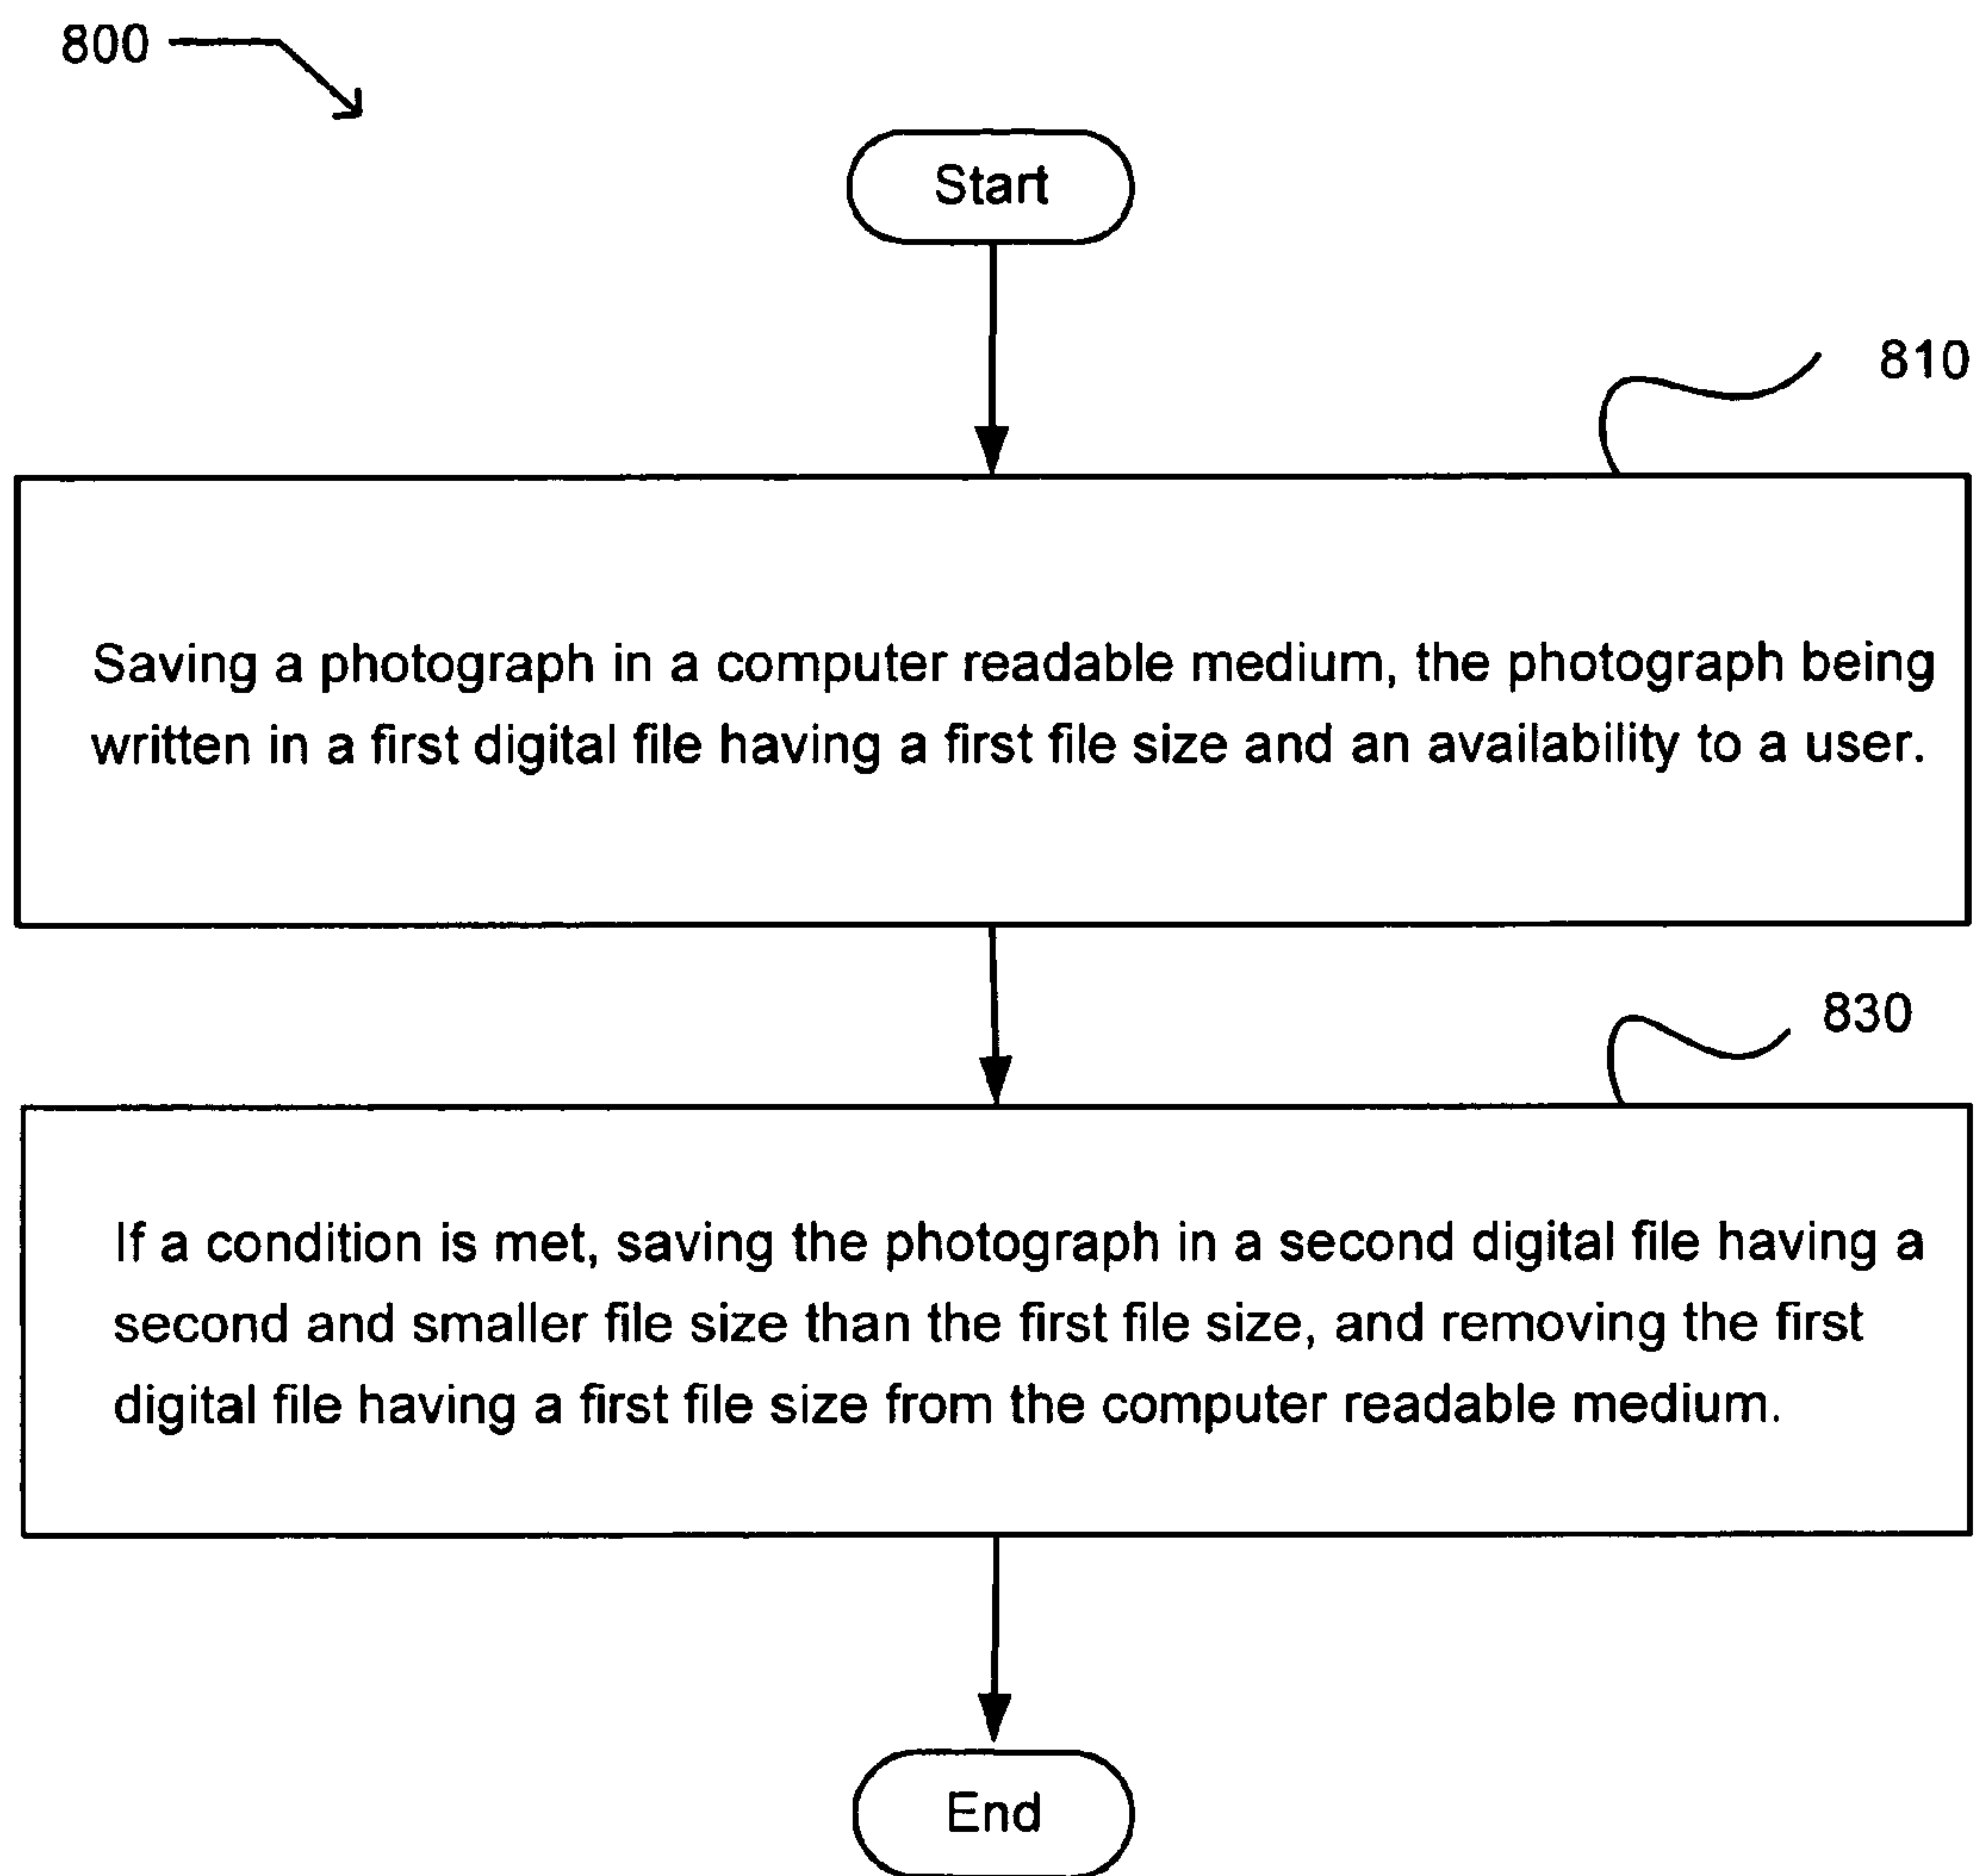 800
Start
810
Saving a photograph in a computer readable medium, the photograph being
written in a first digital file having a first file size and an availability to a user.
830
If a condition is met, saving the photograph in a second digital file having a
second and smaller file size than the first file size, and removing the first
digital file having a first file size from the computer readable medium.
End